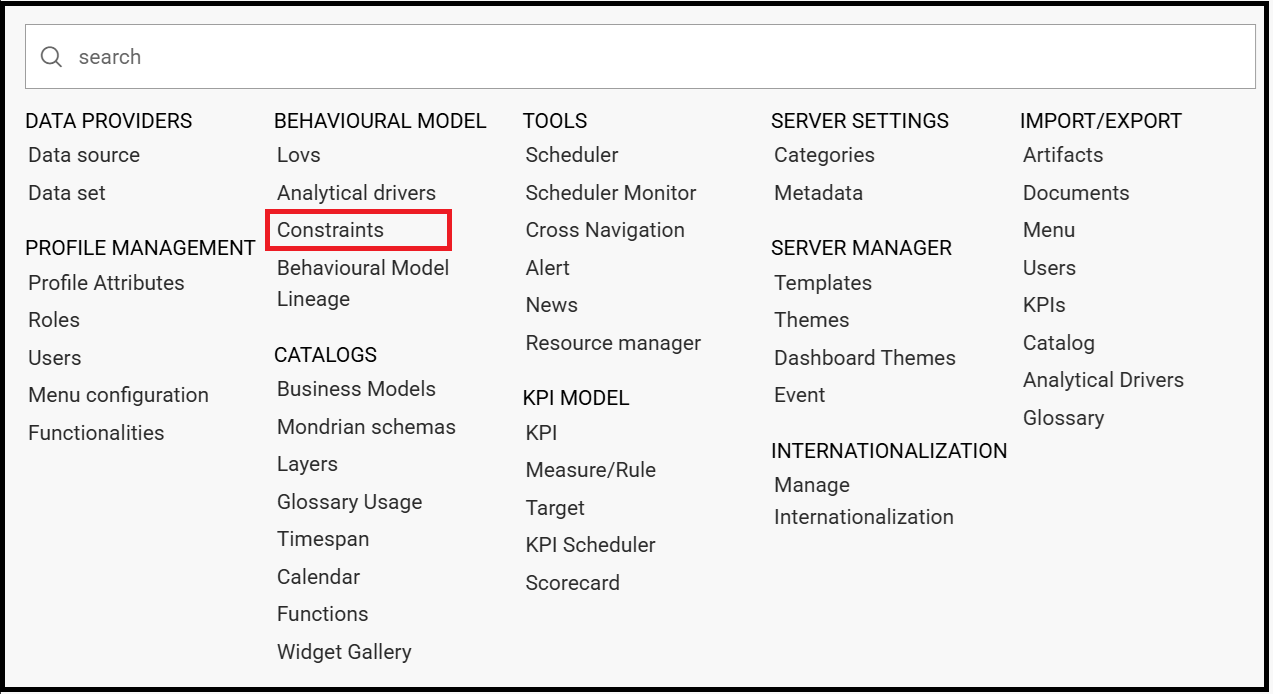 search
DATA PROVIDERS
Data source
Data set
PROFILE MANAGEMENT
Profile Attributes
Roles
Users
Menu configuration
Functionalities
BEHAVIOURAL MODEL
Lovs
Analytical drivers
Constraints
Behavioural Model
Lineage
CATALOGS
Business Models
Mondrian schemas
Layers
Glossary Usage
Timespan
Calendar
Functions
Widget Gallery
TOOLS
Scheduler
Scheduler Monitor
Cross Navigation
Alert
News
Resource manager
KPI MODEL
KPI
Measure/Rule
Target
KPI Scheduler
Scorecard
SERVER SETTINGS
Categories
Metadata
SERVER MANAGER
Templates
Themes
Dashboard Themes
Event
INTERNATIONALIZATION
Manage
Internationalization
IMPORT/EXPORT
Artifacts
Documents
Menu
Users
KPIs
Catalog
Analytical Drivers
Glossary